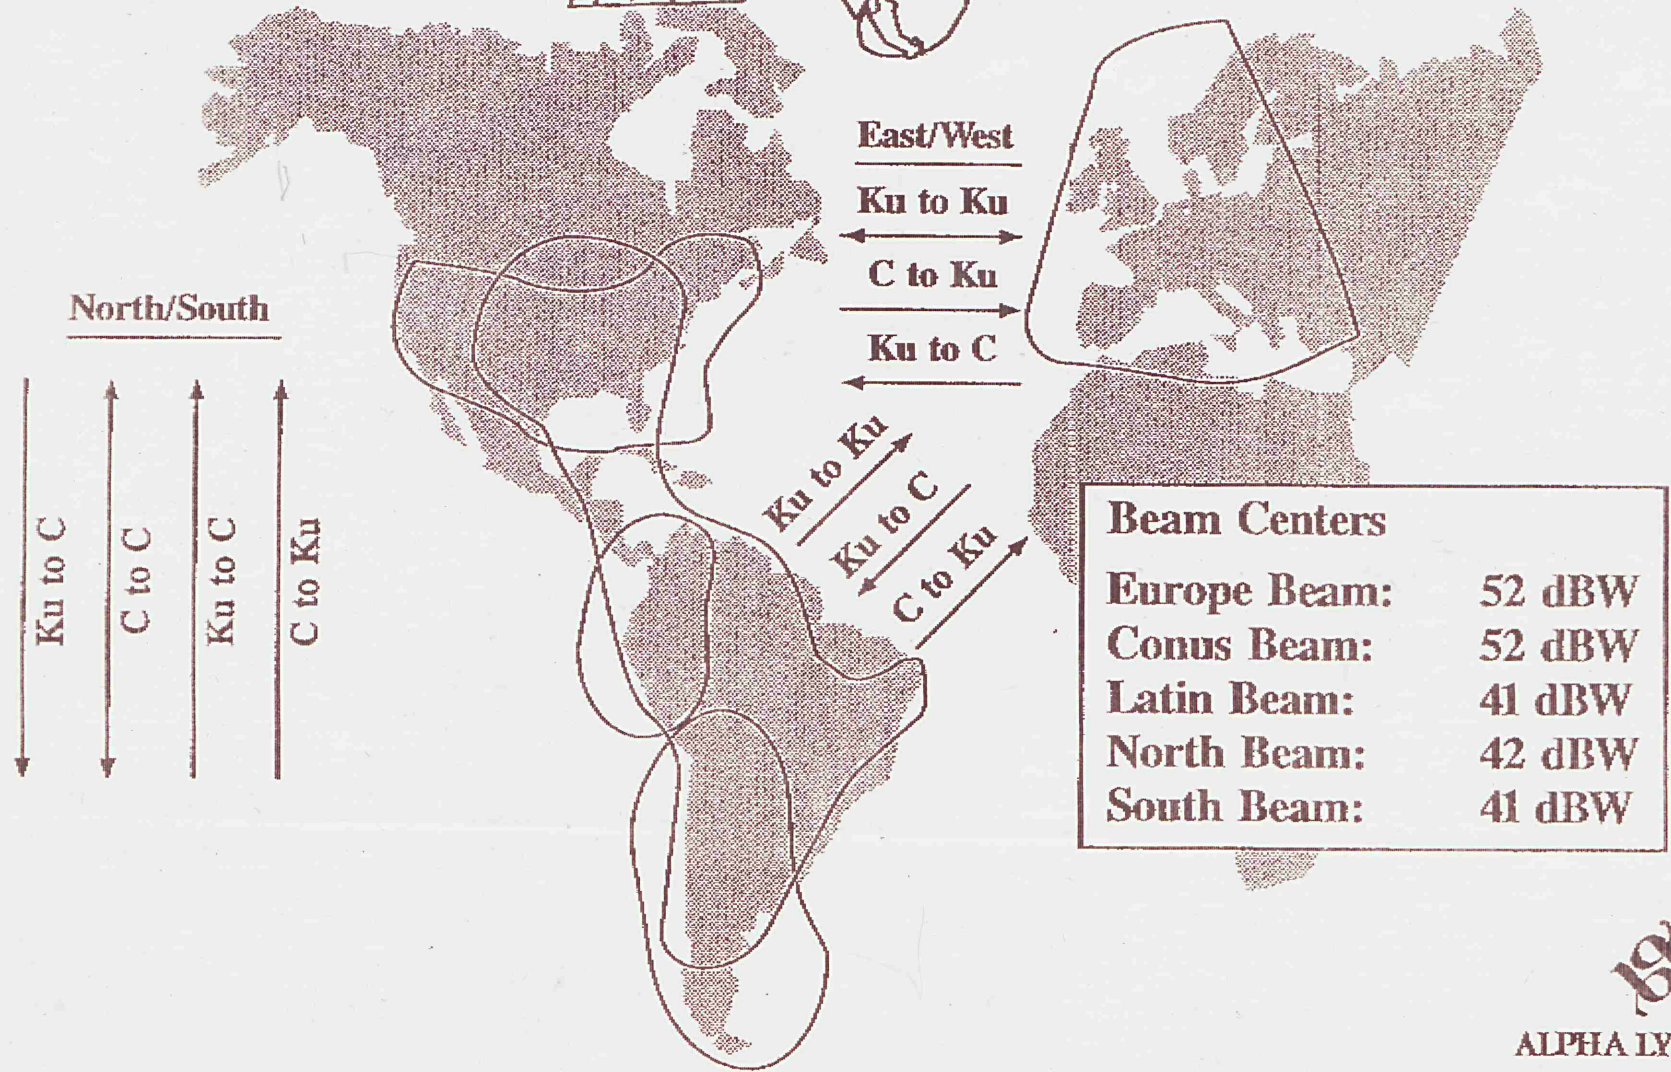 East/West
Ku to Ku
C to Ku
Ku to C
North/South
Ku to C
C to C
Ku to C
C to Ku
Ku to Ku
Ku to C
C to Ku
Beam Centers
Europe Beam: 52 dBW
Conus Beam: 52 dBW
Latin Beam: 41 dBW
North Beam: 42 dBW
South Beam: 41 dBW
ALPHA LY